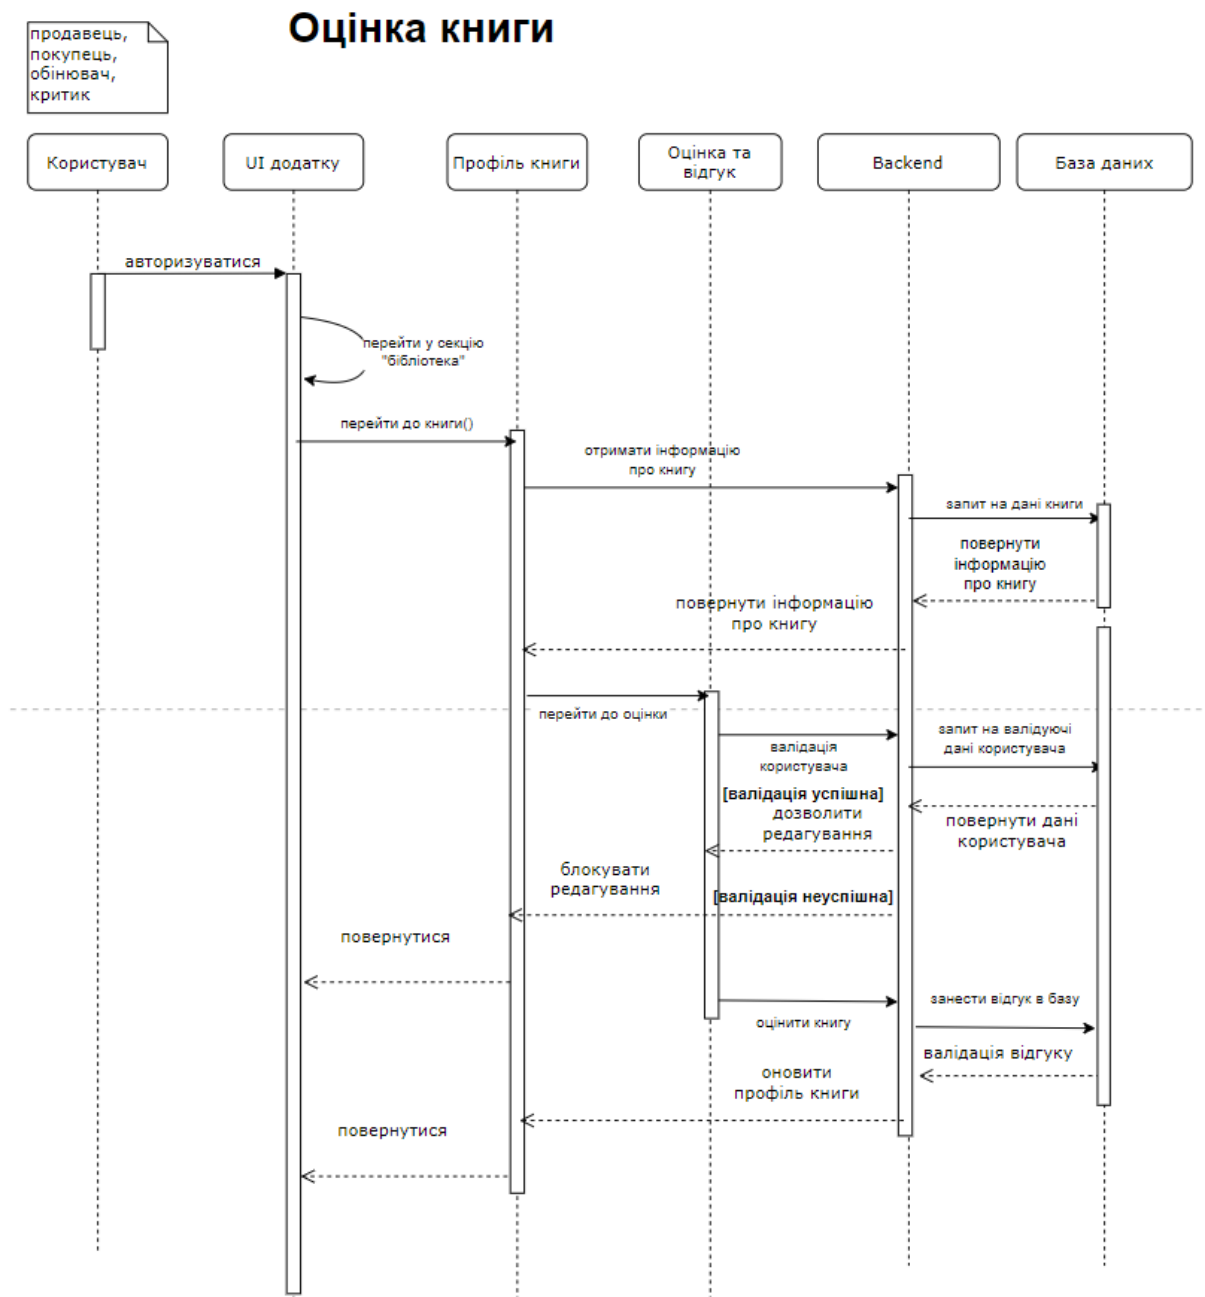 Оцінка книги
продавець,
покупець,
обінювач,
критик
Користувач
UI додатку
Профіль книги
Оцінка та
відгук
Backend
База даних
авторизуватися
перейти у секцію
"бібліотека"
перейти до книги()
отримати інформацію
про книгу
запит на дані книги
повернути
інформацію
про книгу
повернути інформацію
про книгу
перейти до оцінки
валідація
користувача
запит на валідуючі
дані користувача
[валідація успішна]
дозволити
редагування
повернути дані
користувача
блокувати
редагування
[валідація неуспішна]
повернутися
оцінити книгу
занести відгук в базу
валідація відгуку
оновити
профіль книги
повернутися